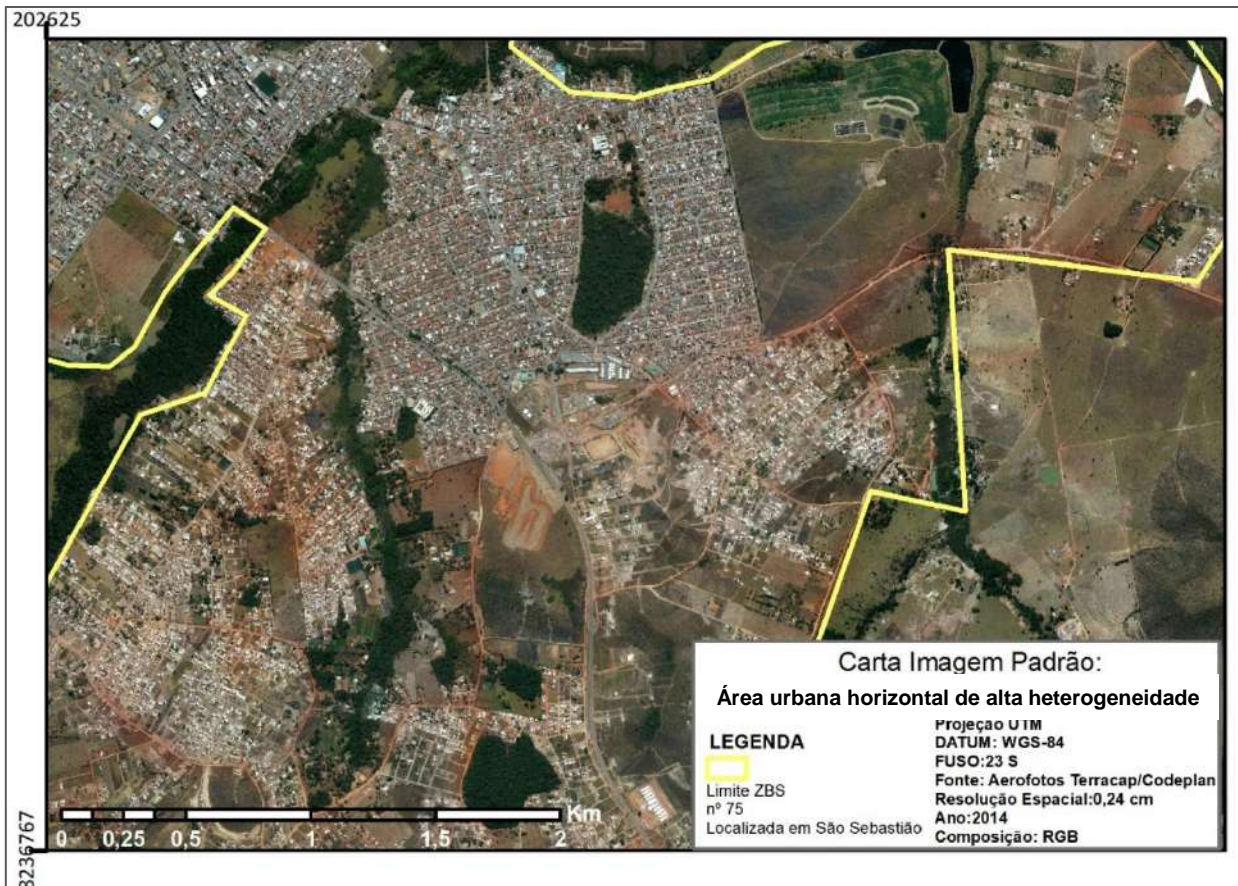 202625
Carta Imagem Padrão:
Área urbana horizontal de alta heterogeneidade
LEGENDA
Limite ZBS
nº 75
Localizada em São Sebastião
Projeção UTM
DATUM: WGS-84
FUSO:23 S
Fonte: Aerofotos Terracap/Codeplan
Resolução Espacial:0,24 cm
Ano:2014
Composição: RGB
Km
0 0,25 0,5 1 1,5 2
8236767